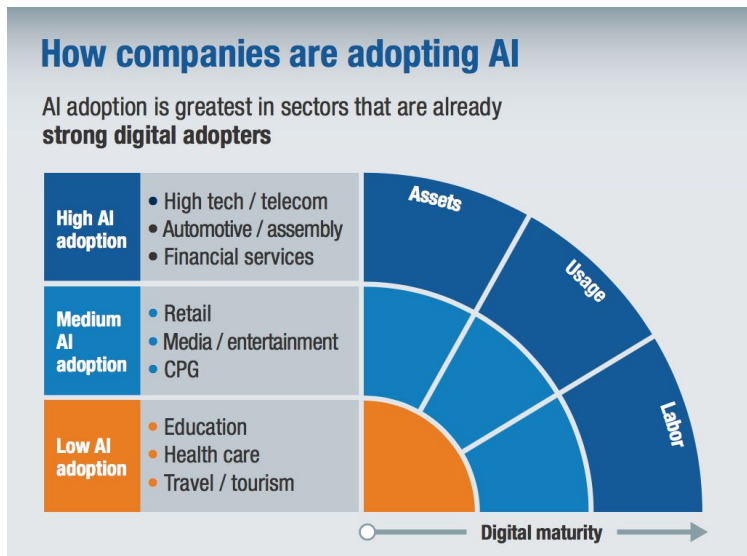 How companies are adopting AI
AI adoption is greatest in sectors that are already
strong digital adopters
High AI
adoption
• High tech / telecom
• Automotive / assembly
• Financial services
Medium
AI
adoption
• Retail
• Media / entertainment
• CPG
Low AI
adoption
• Education
• Health care
• Travel / tourism
Assets
Usage
Labor
Digital maturity